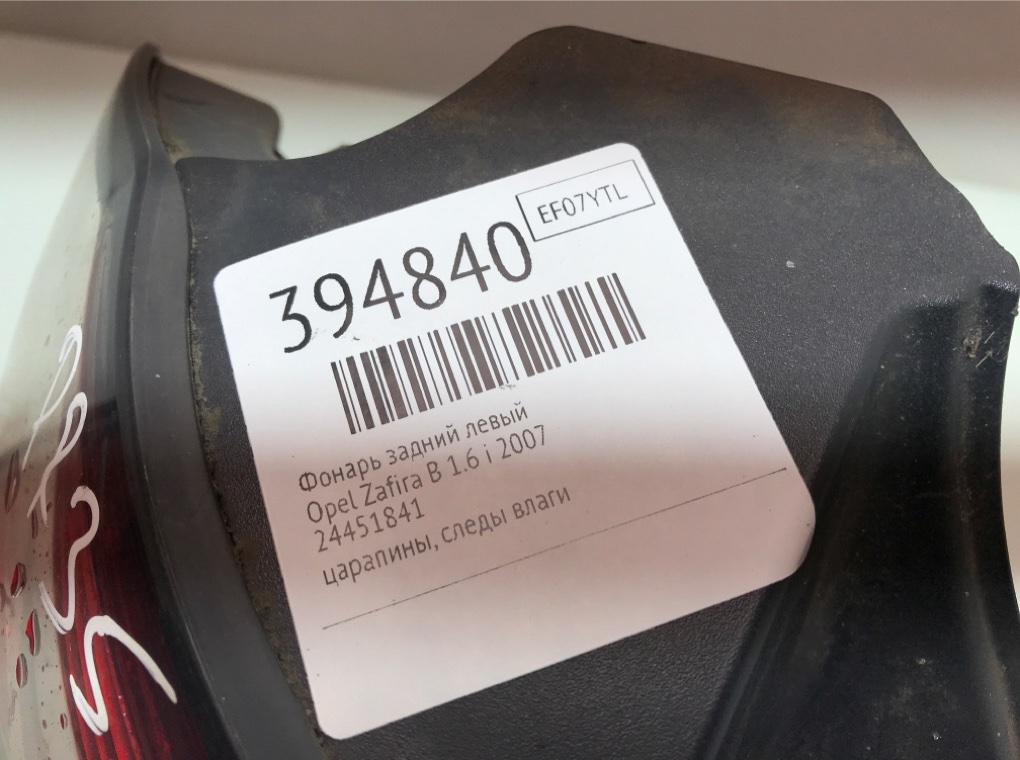 EF07YTL
394840
Фонарь задний левый
Opel Zafira B 1.6 i 2007
24451841
царапины, следы влаги